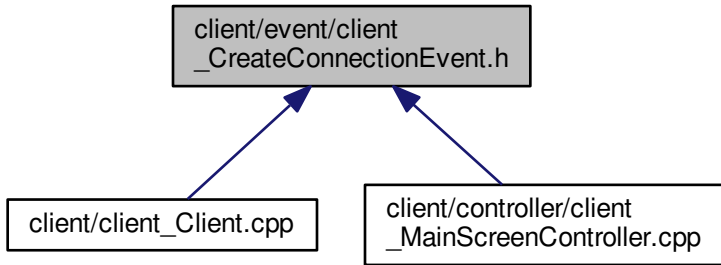 client/event/client
_CreateConnectionEvent.h
client/client_Client.cpp
client/controller/client
_MainScreenController.cpp